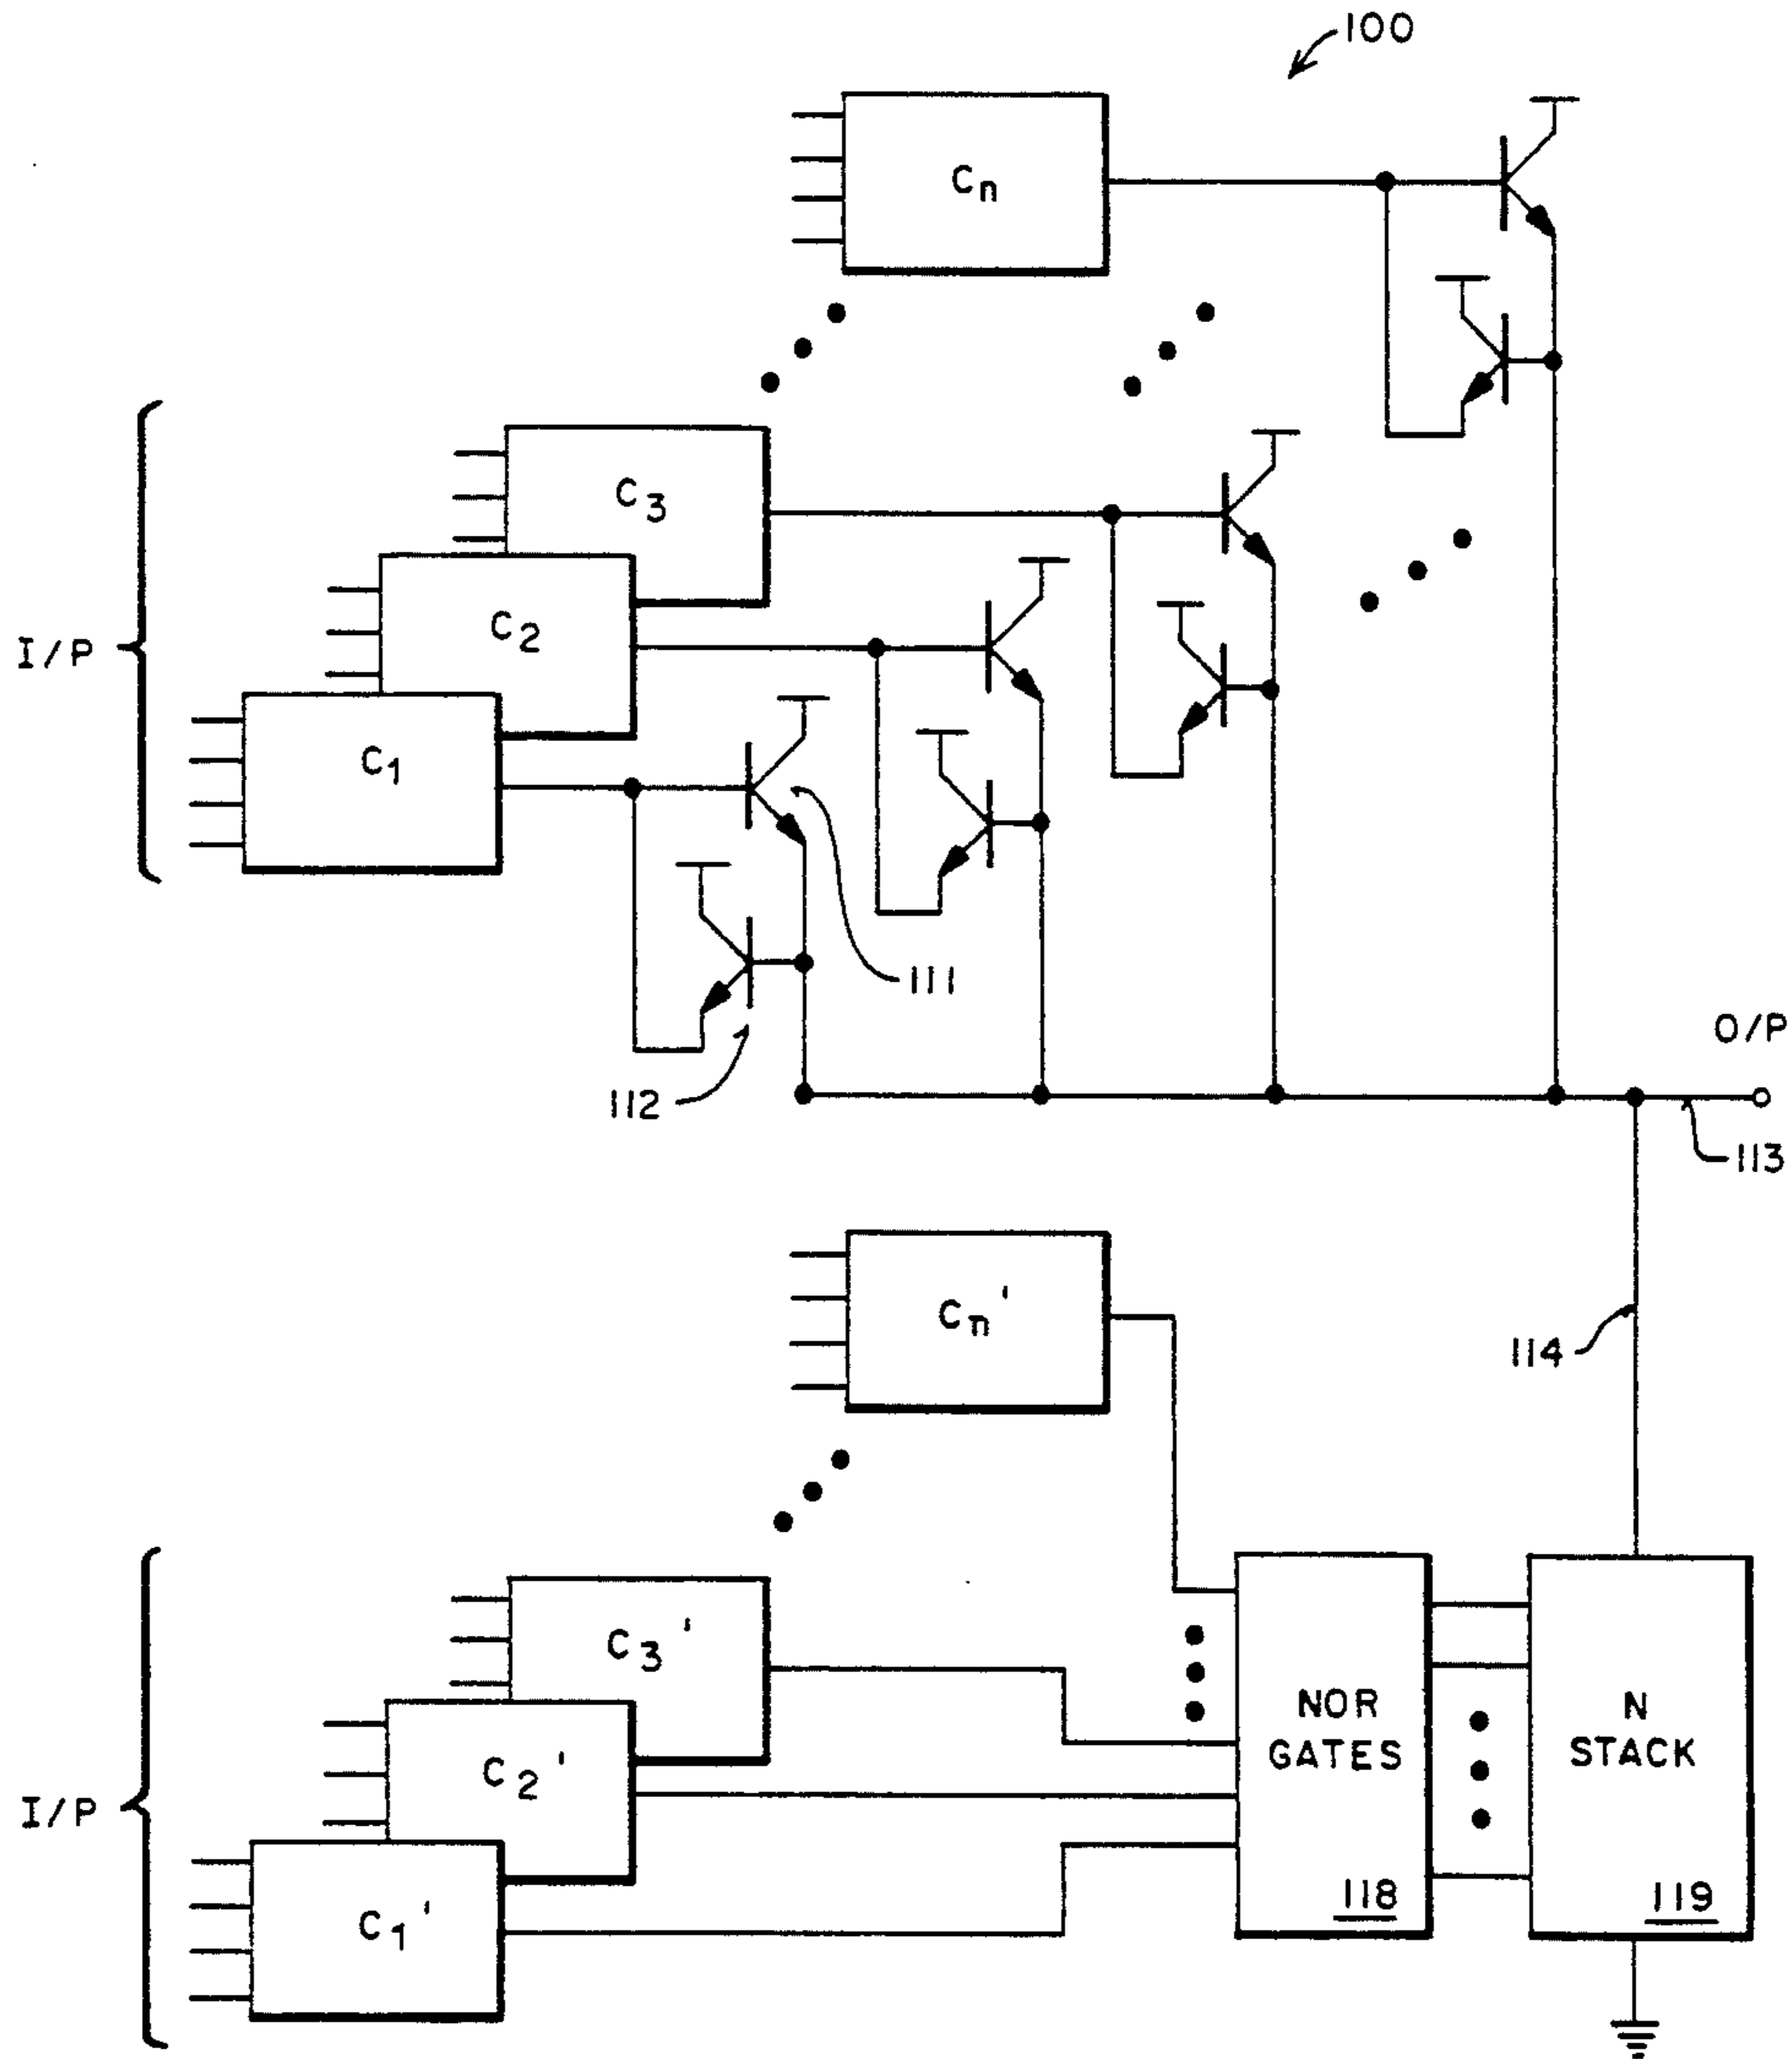 100
Cn
C3
I/P
C2
C1
111
112
O/P
113
Cn'
114
C3'
C2'
I/P
C1'
NOR
GATES
118
N
STACK
119